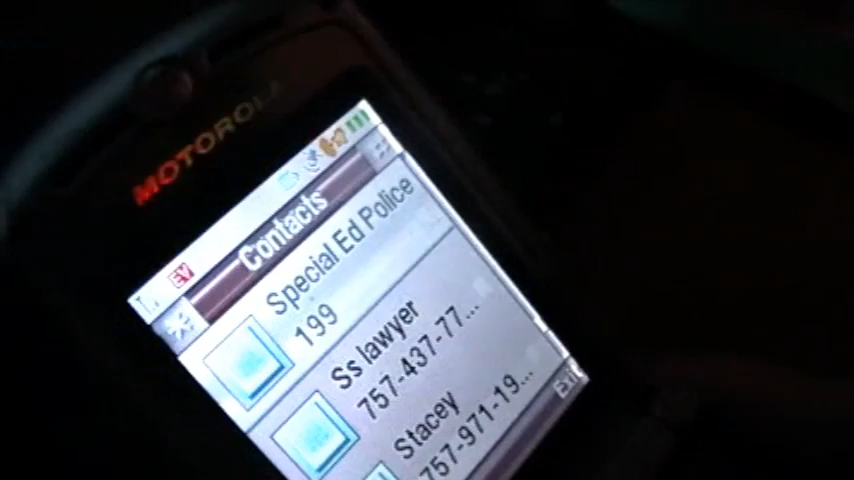 MOTOROLA
EV
Contacts
Special Ed Police
199
Ss lawyer
757-437-77...
Stacey
757-971-19...